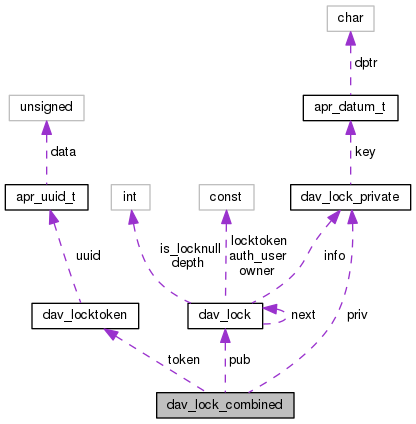 char
dptr
unsigned
apr_datum_t
data
key
apr_uuid_t
int
const
dav_lock_private
uuid
is_locknull
depth
locktoken
auth_user
owner
info
dav_locktoken
dav_lock
next
priv
token
pub
dav_lock_combined